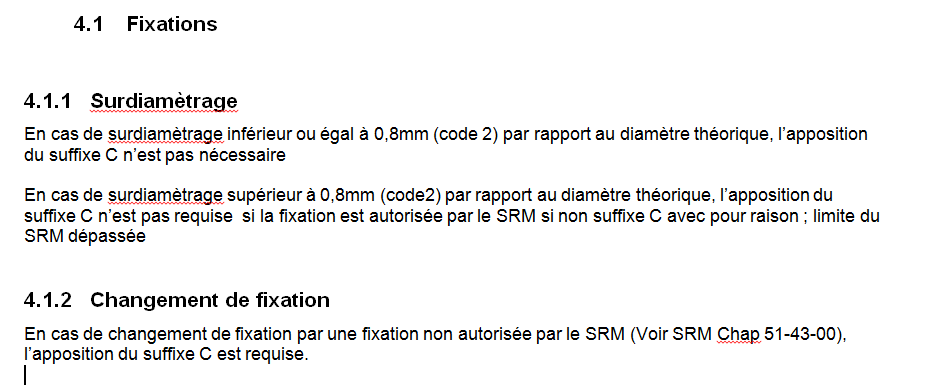 4.1 Fixations
4.1.1 Surdiamètrage
En cas de surdiamètrage inférieur ou égal à 0,8mm (code 2) par rapport au diamètre théorique, l'apposition
du suffixe C n'est pas nécessaire
En cas de surdiamètrage supérieur à 0,8mm (code2) par rapport au diamètre théorique, l'apposition du
suffixe C n'est pas requise  si la fixation est autorisée par le SRM si non suffixe C avec pour raison ; limite du
SRM dépassée
4.1.2 Changement de fixation
En cas de changement de fixation par une fixation non autorisée par le SRM (Voir SRM Chap 51-43-00),
l'apposition du suffixe C est requise.